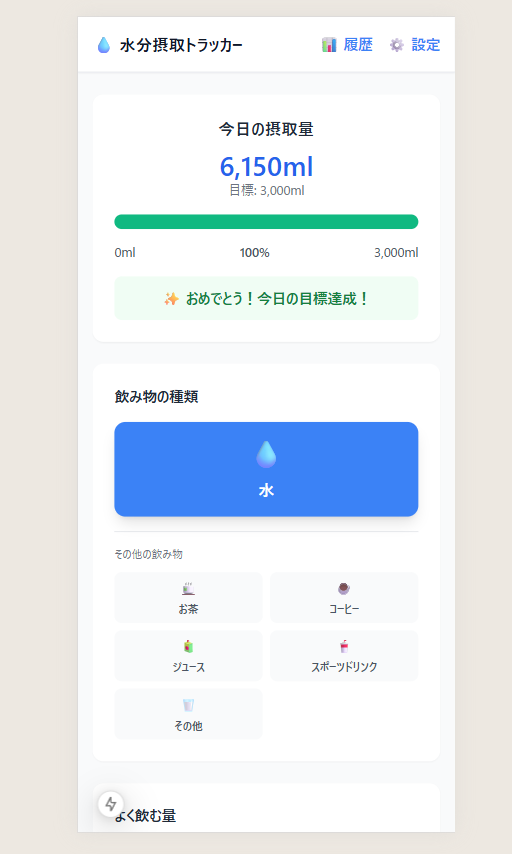 水分摂取トラッカー 履歴 設定
今日の摂取量
6,150ml
目標: 3,000ml
0ml 100% 3,000ml
おめでとう！今日の目標達成！
飲み物の種類
水
その他の飲み物
お茶 コーヒー
ジュース スポーツドリンク
その他
よく飲む量